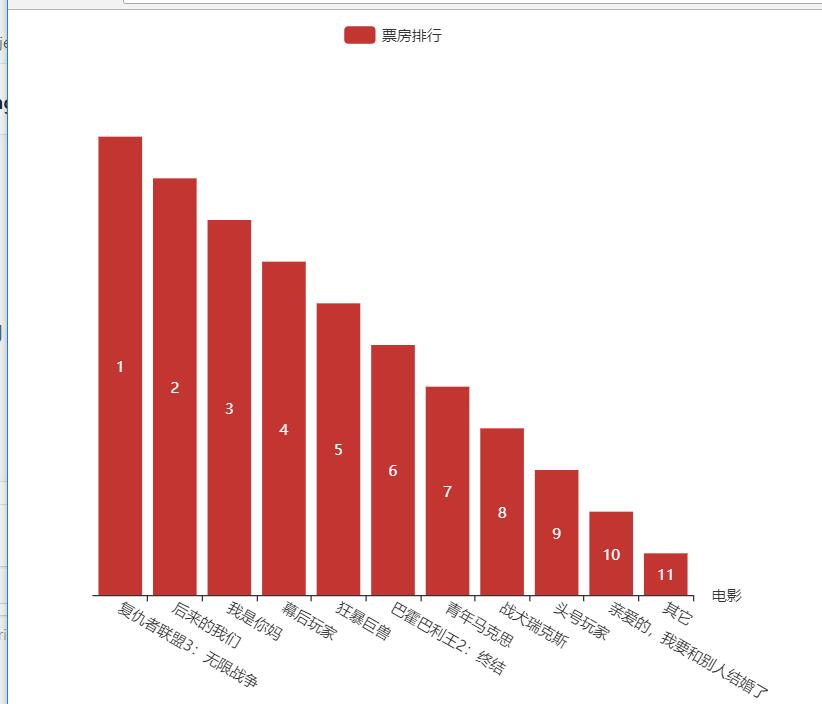 票房排行
1
2
3
4
5
6
7
8
9
10
11
电影
复仇者联盟3：无限战争
后来的我们
我是你妈
幕后玩家
狂暴巨兽
巴霍巴利王2：终结
青年马克思
战犬瑞克斯
头号玩家
亲爱的，我要和别人结婚了
其它